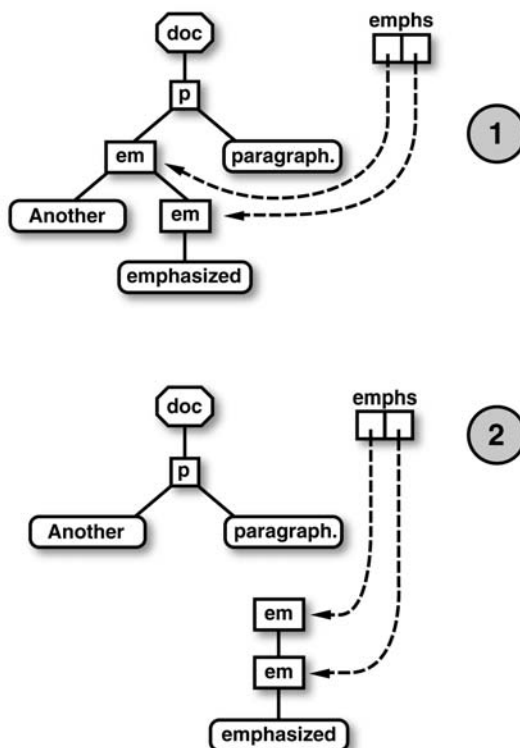 doc emphs
p
1
em paragraph.
Another em
emphasized
doc emphs
2
p
Another paragraph.
em
em
emphasized